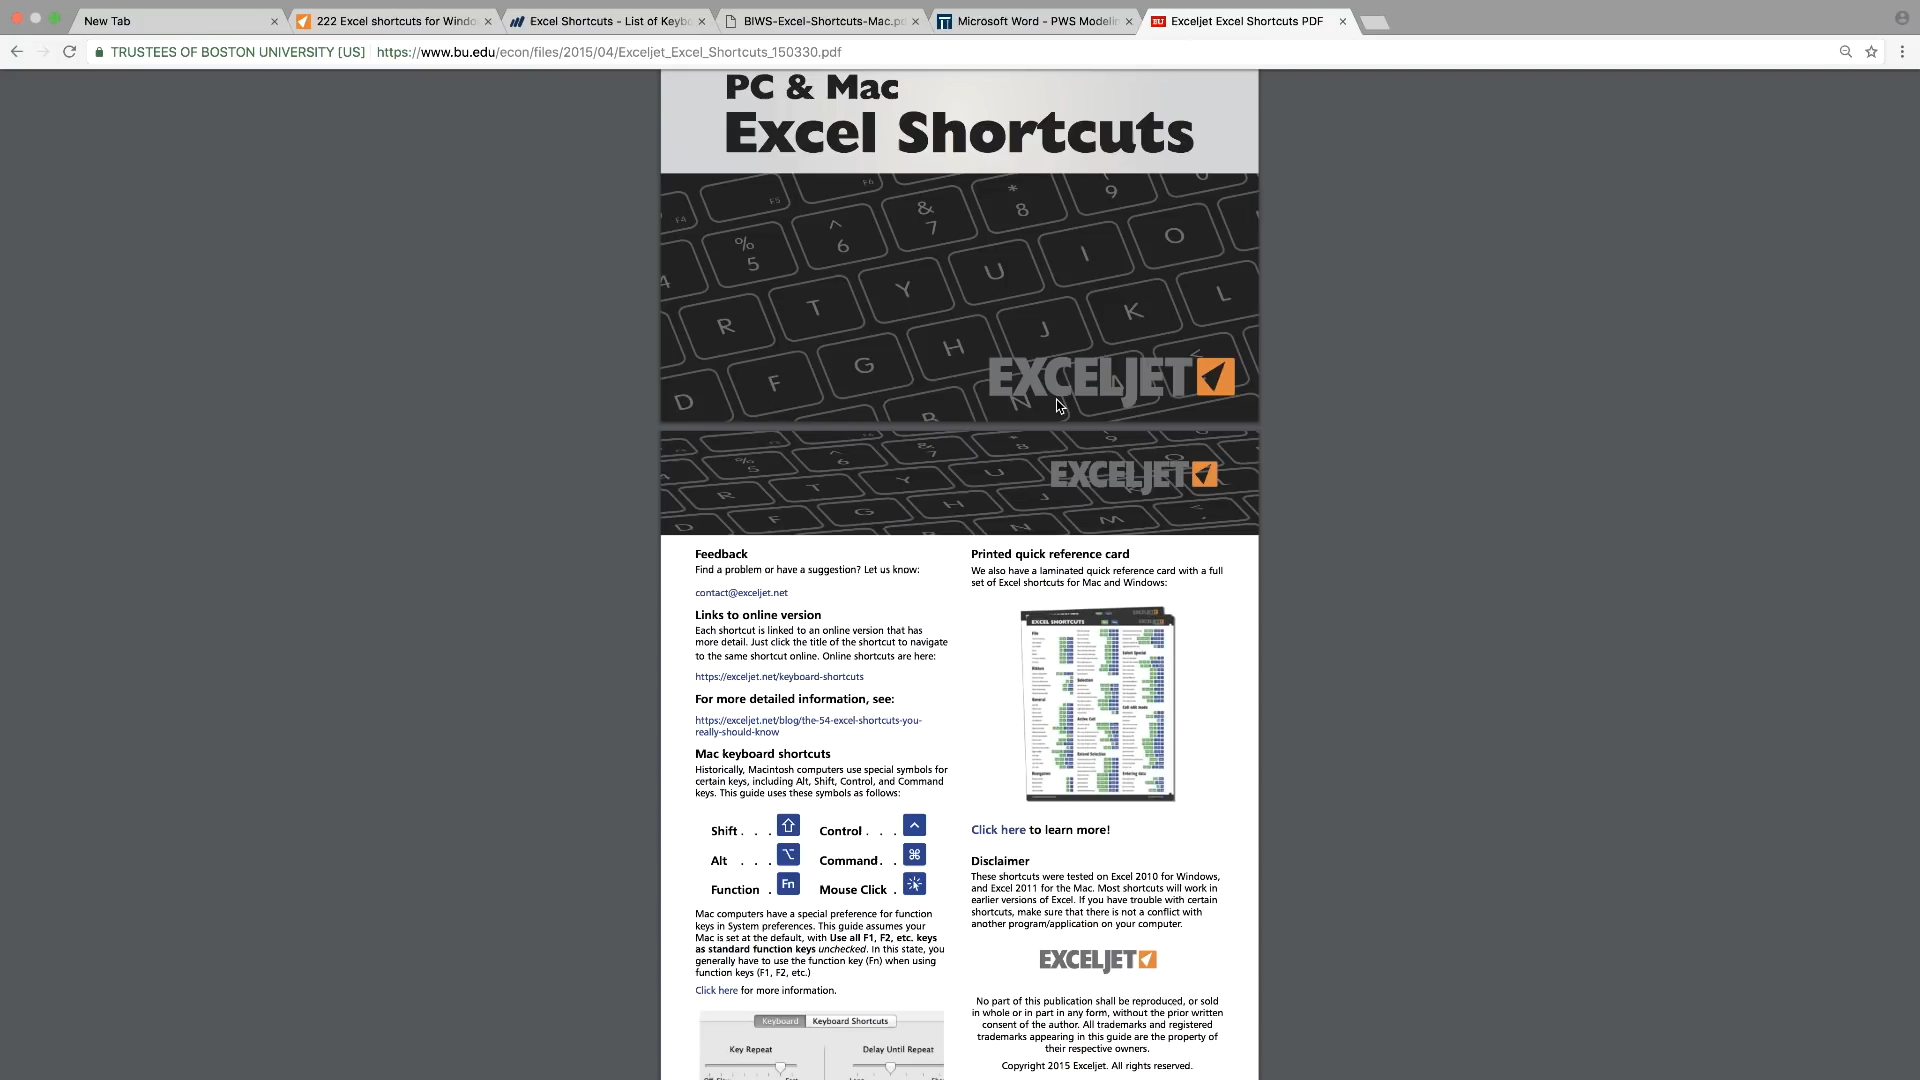 New Tab
222 Excel shortcuts for Windo
Excel Shortcuts - List of Keybo
BIWS-Excel-Shortcuts-Mac.pd
Microsoft Word - PWS Modelin
Exceljet Excel Shortcuts PDF
TRUSTEES OF BOSTON UNIVERSITY [US]
https://www.bu.edu/econ/files/2015/04/Exceljet_Excel_Shortcuts_150330.pdf
PC & Mac
Excel Shortcuts
F4 F5 F6
% 5 ^ 6 & 7 * 8 9
R T Y U I O
D F G H J K L
N
EXCELJET
EXCELJET
Feedback
Find a problem or have a suggestion? Let us know:
contact@exceljet.net
Links to online version
Each shortcut is linked to an online version that has
more detail. Just click the title of the shortcut to navigate
to the same shortcut online. Online shortcuts are here:
https://exceljet.net/keyboard-shortcuts
For more detailed information, see:
https://exceljet.net/blog/the-54-excel-shortcuts-you-
really-should-know
Mac keyboard shortcuts
Historically, Macintosh computers use special symbols for
certain keys, including Alt, Shift, Control, and Command
keys. This guide uses these symbols as follows:
Shift . . . ⇧ Control . . . ^
Alt . . . ⌥ Command . . ⌘
Function . Fn Mouse Click .
Mac computers have a special preference for function
keys in System preferences. This guide assumes your
Mac is set at the default, with Use all F1, F2, etc. keys
as standard function keys unchecked. In this state, you
generally have to use the function key (Fn) when using
function keys (F1, F2, etc.)
Click here for more information.
Keyboard Keyboard Shortcuts
Key Repeat Delay Until Repeat
Printed quick reference card
We also have a laminated quick reference card with a full
set of Excel shortcuts for Mac and Windows:
EXCEL SHORTCUTS
Click here to learn more!
Disclaimer
These shortcuts were tested on Excel 2010 for Windows,
and Excel 2011 for the Mac. Most shortcuts will work in
earlier versions of Excel. If you have trouble with certain
shortcuts, make sure that there is not a conflict with
another program/application on your computer.
EXCELJET
No part of this publication shall be reproduced, or sold
in whole or in part in any form, without the prior written
consent of the author. All trademarks and registered
trademarks appearing in this guide are the property of
their respective owners.
Copyright 2015 Exceljet. All rights reserved.